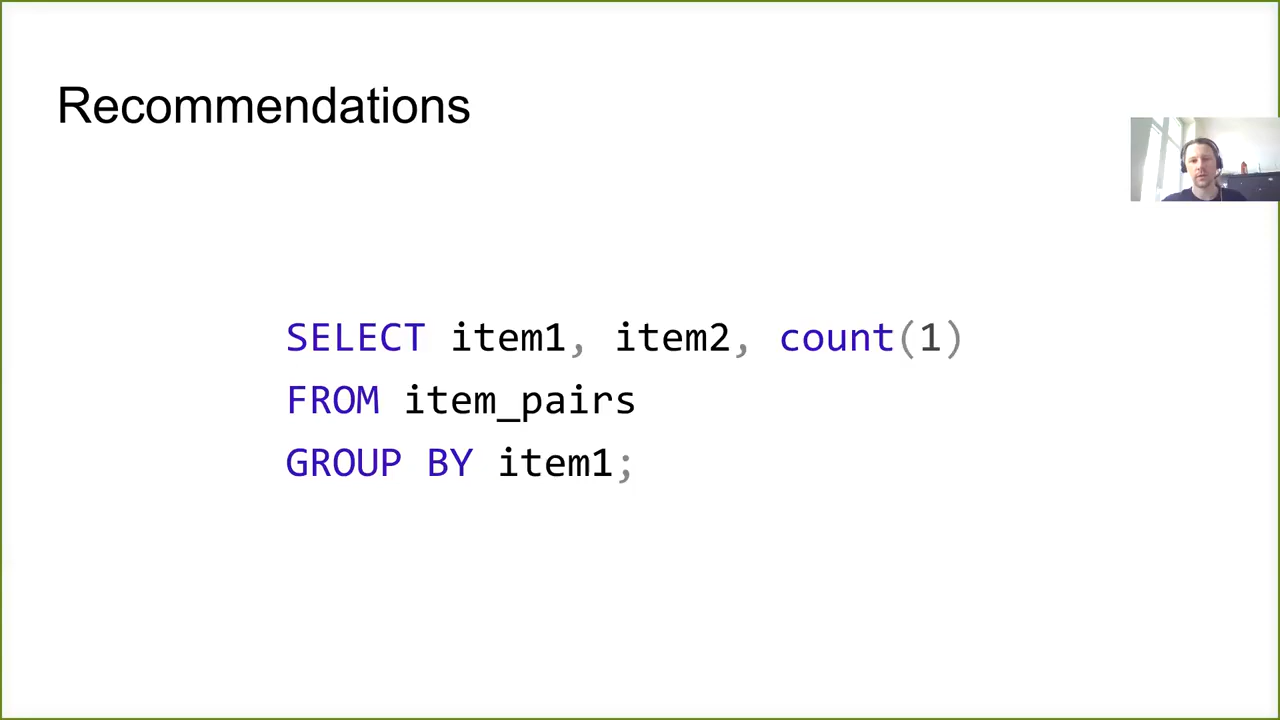 Recommendations
SELECT item1, item2, count(1)
FROM item_pairs
GROUP BY item1;